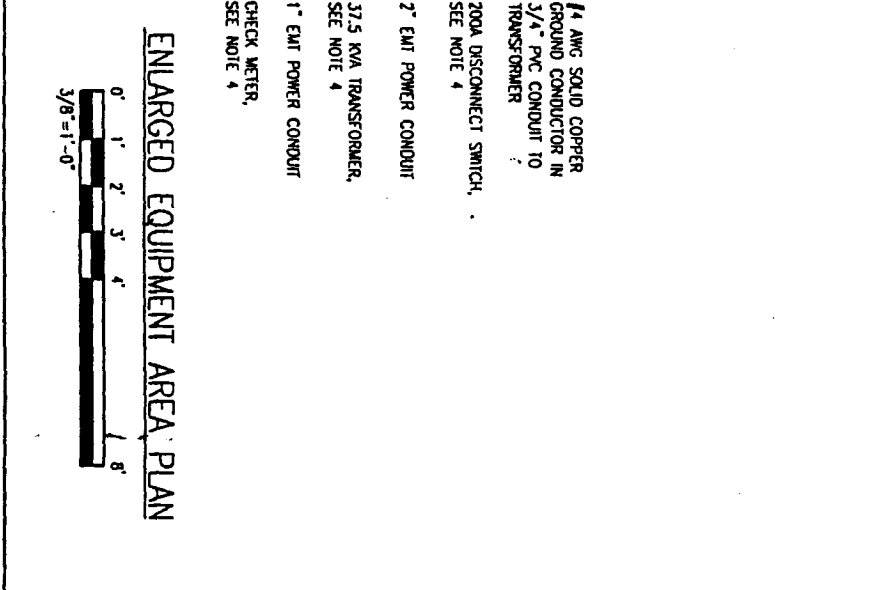 #4 AWG SOLID COPPER
GROUND CONDUCTOR IN
3/4" PVC CONDUIT TO
TRANSFORMER
200A DISCONNECT SWITCH,
SEE NOTE 4
2" EMT POWER CONDUIT
37.5 KVA TRANSFORMER,
SEE NOTE 4
1" EMT POWER CONDUIT
CHECK METER,
SEE NOTE 4
ENLARGED EQUIPMENT AREA PLAN
0' 1' 2' 3' 4' 8'
3/8"=1'-0"